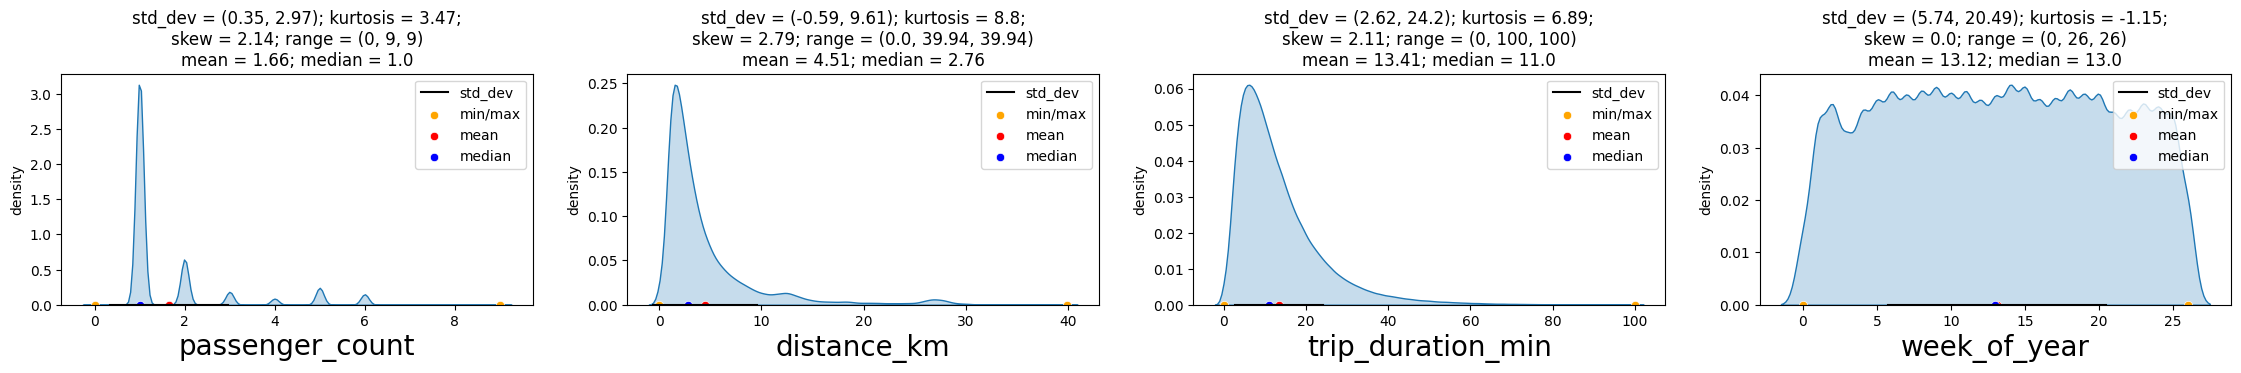 std_dev = (0.35, 2.97); kurtosis = 3.47;
skew = 2.14; range = (0, 9, 9)
mean = 1.66; median = 1.0
3.0
2.5
2.0
1.5
1.0
0.5
0.0
density
std_dev
min/max
mean
median
0
2
4
6
8
passenger_count
std_dev = (-0.59, 9.61); kurtosis = 8.8;
skew = 2.79; range = (0.0, 39.94, 39.94)
mean = 4.51; median = 2.76
0.25
0.20
0.15
0.10
0.05
0.00
density
std_dev
min/max
mean
median
0
10
20
30
40
distance_km
std_dev = (2.62, 24.2); kurtosis = 6.89;
skew = 2.11; range = (0, 100, 100)
mean = 13.41; median = 11.0
0.06
0.05
0.04
0.03
0.02
0.01
0.00
density
std_dev
min/max
mean
median
0
20
40
60
80
100
trip_duration_min
std_dev = (5.74, 20.49); kurtosis = -1.15;
skew = 0.0; range = (0, 26, 26)
mean = 13.12; median = 13.0
0.04
0.03
0.02
0.01
0.00
density
std_dev
min/max
mean
median
0
5
10
15
20
25
week_of_year